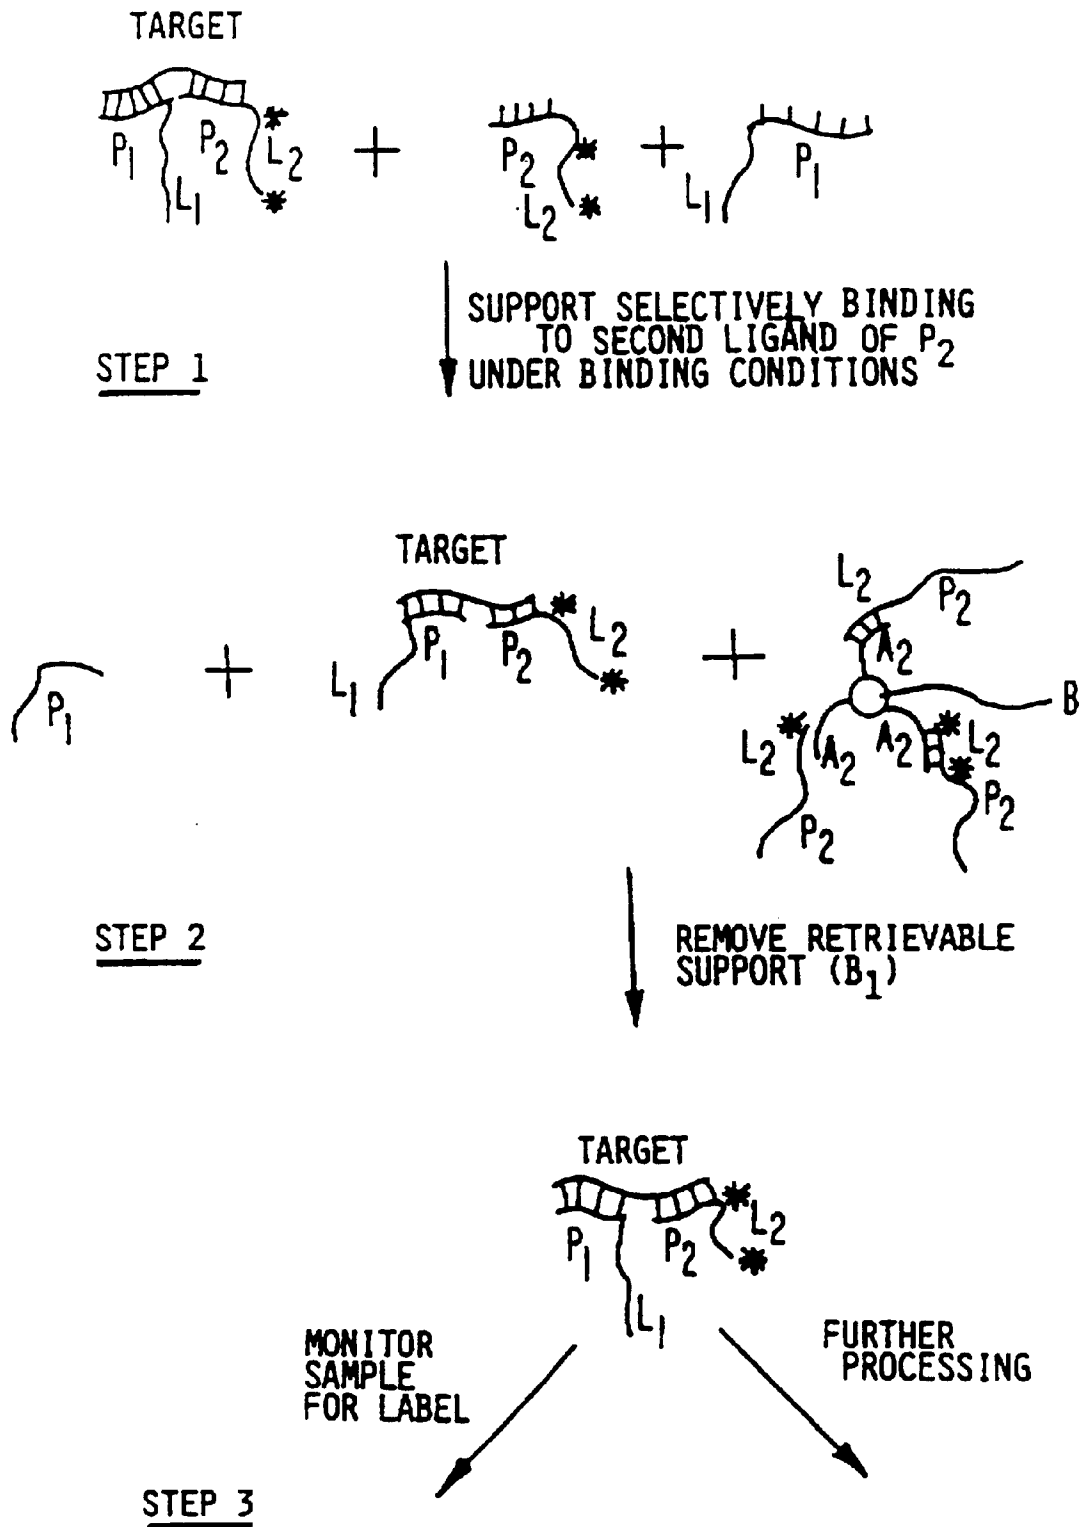 TARGET
P1 L1 P2 L2 + P2 L2 + L1 P1
STEP 1
SUPPORT SELECTIVELY BINDING
TO SECOND LIGAND OF P2
UNDER BINDING CONDITIONS
TARGET
P1 + L1 P1 P2 L2 +
L2 P2
A2
B
L2 A2 A2 L2
P2 P2
STEP 2
REMOVE RETRIEVABLE
SUPPORT (B1)
TARGET
P1 P2 L2
L1
MONITOR
SAMPLE
FOR LABEL
FURTHER
PROCESSING
STEP 3